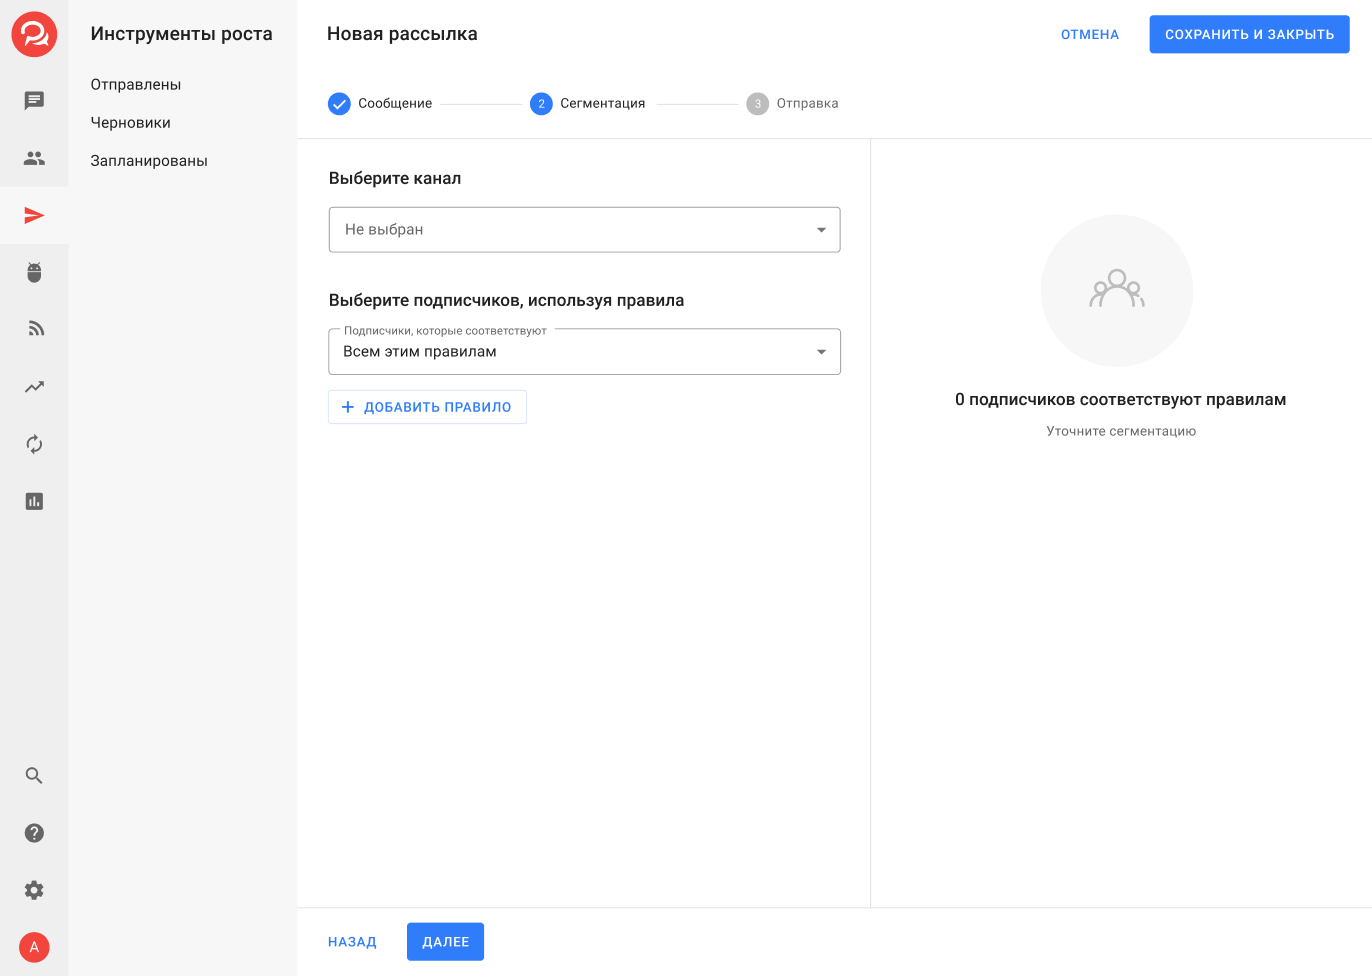 Инструменты роста
Отправлены
Черновики
Запланированы
A
Новая рассылка
ОТМЕНА
СОХРАНИТЬ И ЗАКРЫТЬ
Сообщение
2 Сегментация
3 Отправка
Выберите канал
Не выбран
Выберите подписчиков, используя правила
Подписчики, которые соответствуют
Всем этим правилам
+ ДОБАВИТЬ ПРАВИЛО
0 подписчиков соответствуют правилам
Уточните сегментацию
НАЗАД
ДАЛЕЕ